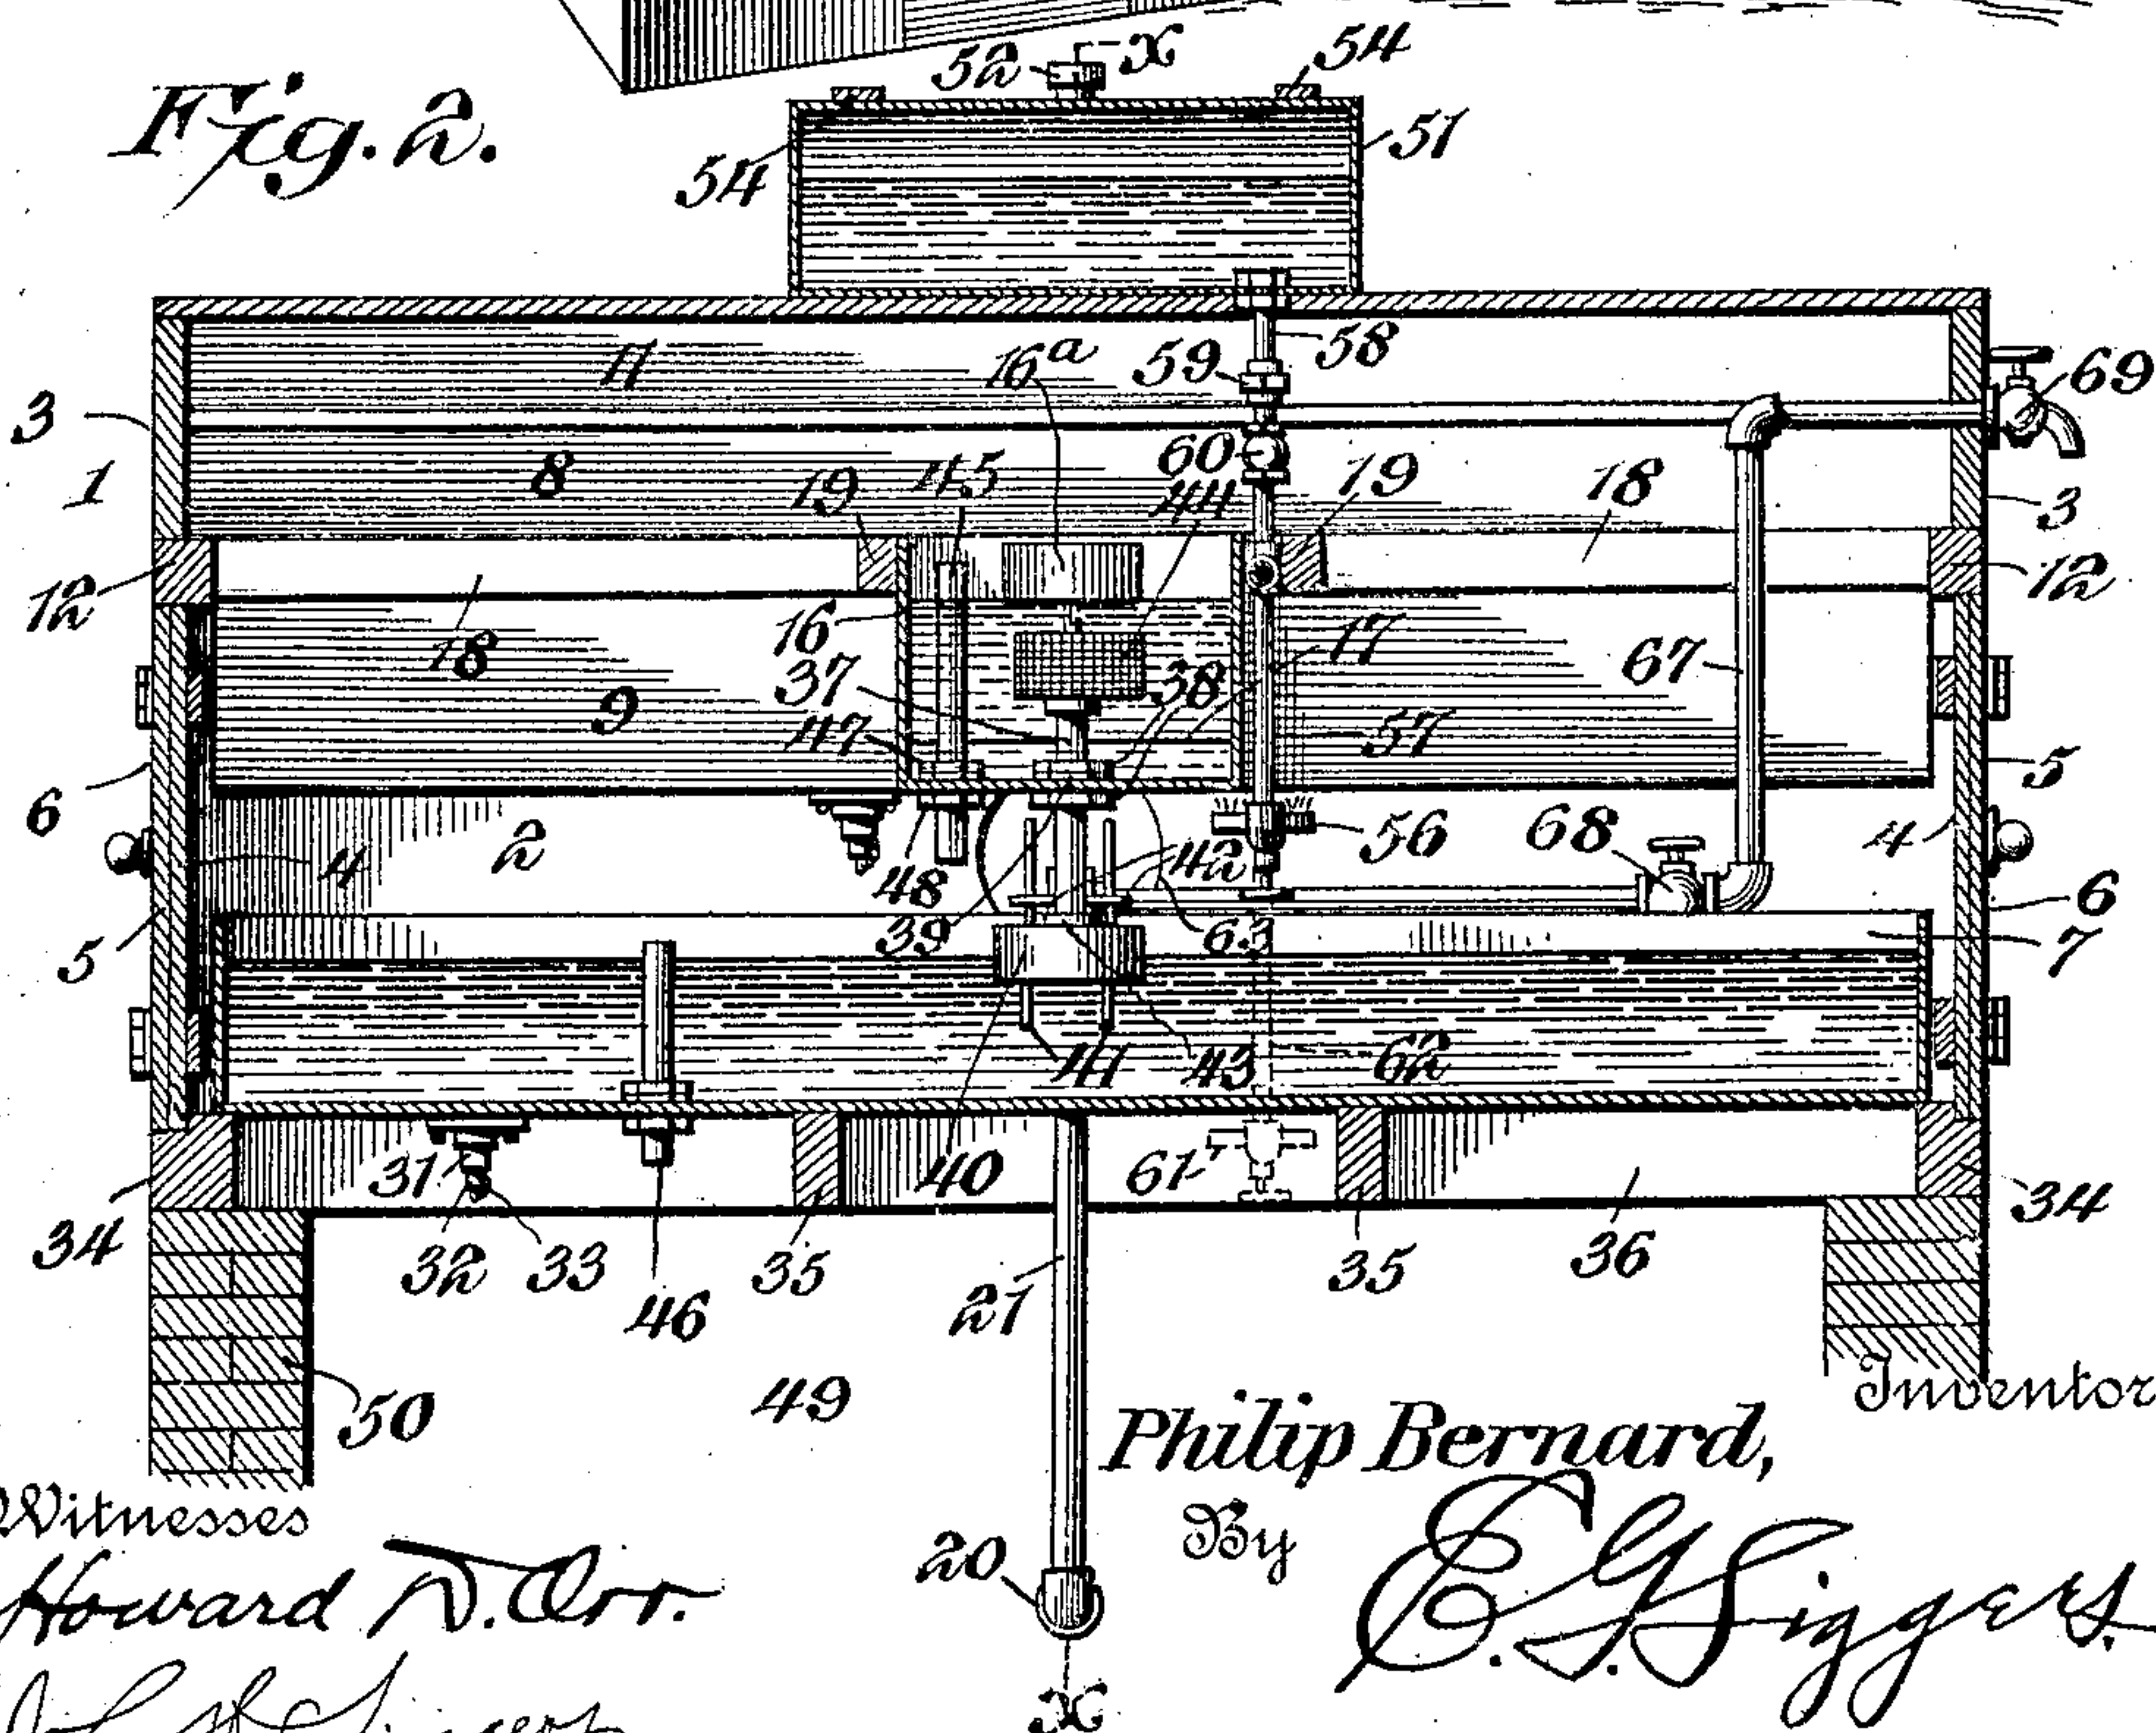 Fig. 2.
52 x 54
54 51
11 16a 59 58 69
3 3
1 8 19 45 60 44 19 18
12 12
18 9 16 37 38 17 67
47 57
6 5
2 4 48 42 56 68 4
5 39 63 6
7
41 43 62
31 40 61
34 32 33 46 35 21 35 36 34
50 49
Inventor
Philip Bernard,
Witnesses
By
E. G. Siggers.
Howard D. Orr.
20
x